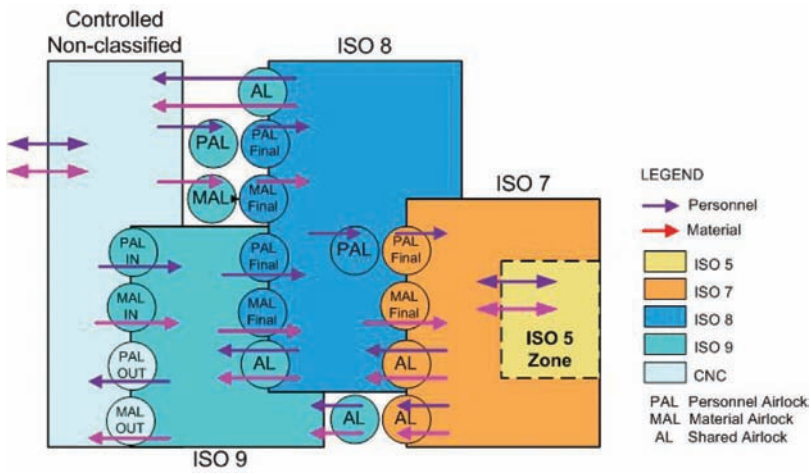 Controlled
Non-classified
ISO 8
AL
PAL
PAL
Final
MAL
MAL
Final
ISO 7
LEGEND
Personnel
Material
ISO 5
ISO 7
ISO 8
ISO 9
CNC
PAL Personnel Airlock
MAL Material Airlock
AL Shared Airlock
PAL
IN
PAL
Final
PAL
PAL
Final
MAL
IN
MAL
Final
MAL
Final
ISO 5
Zone
PAL
OUT
AL
AL
MAL
OUT
AL
AL
ISO 9